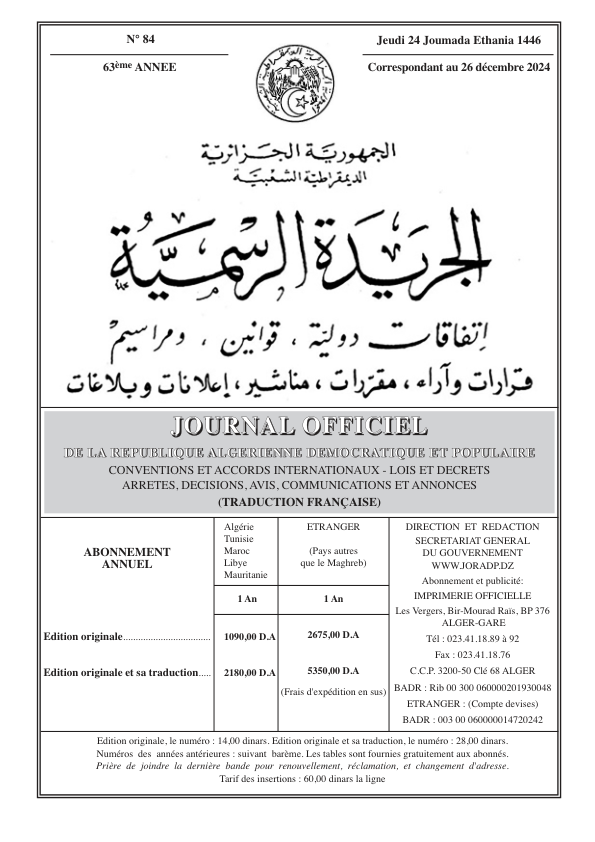 N° 84
Jeudi 24 Joumada Ethania 1446
63ème ANNEE
Correspondant au 26 décembre 2024
الجمهورية الجزائرية
الديمقراطية الشعبية
الجريدة الرسمية
إتفاقات دولية ، قوانين ، ومراسيم
قرارات وآراء ، مقررات ، مناشير ، إعلانات وبلاغات
JOURNAL OFFICIEL
DE LA REPUBLIQUE ALGERIENNE DEMOCRATIQUE ET POPULAIRE
CONVENTIONS ET ACCORDS INTERNATIONAUX - LOIS ET DECRETS
ARRETES, DECISIONS, AVIS, COMMUNICATIONS ET ANNONCES
(TRADUCTION FRANÇAISE)
ABONNEMENT
ANNUEL
Algérie
Tunisie
Maroc
Libye
Mauritanie
ETRANGER
(Pays autres
que le Maghreb)
1 An
1 An
Edition originale.................................. 1090,00 D.A 2675,00 D.A
Edition originale et sa traduction..... 2180,00 D.A 5350,00 D.A
(Frais d'expédition en sus)
DIRECTION ET REDACTION
SECRETARIAT GENERAL
DU GOUVERNEMENT
WWW.JORADP.DZ
Abonnement et publicité:
IMPRIMERIE OFFICIELLE
Les Vergers, Bir-Mourad Raïs, BP 376
ALGER-GARE
Tél : 023.41.18.89 à 92
Fax : 023.41.18.76
C.C.P. 3200-50 Clé 68 ALGER
BADR : Rib 00 300 060000201930048
ETRANGER : (Compte devises)
BADR : 003 00 060000014720242
Edition originale, le numéro : 14,00 dinars. Edition originale et sa traduction, le numéro : 28,00 dinars.
Numéros des années antérieures : suivant barème. Les tables sont fournies gratuitement aux abonnés.
Prière de joindre la dernière bande pour renouvellement, réclamation, et changement d'adresse.
Tarif des insertions : 60,00 dinars la ligne